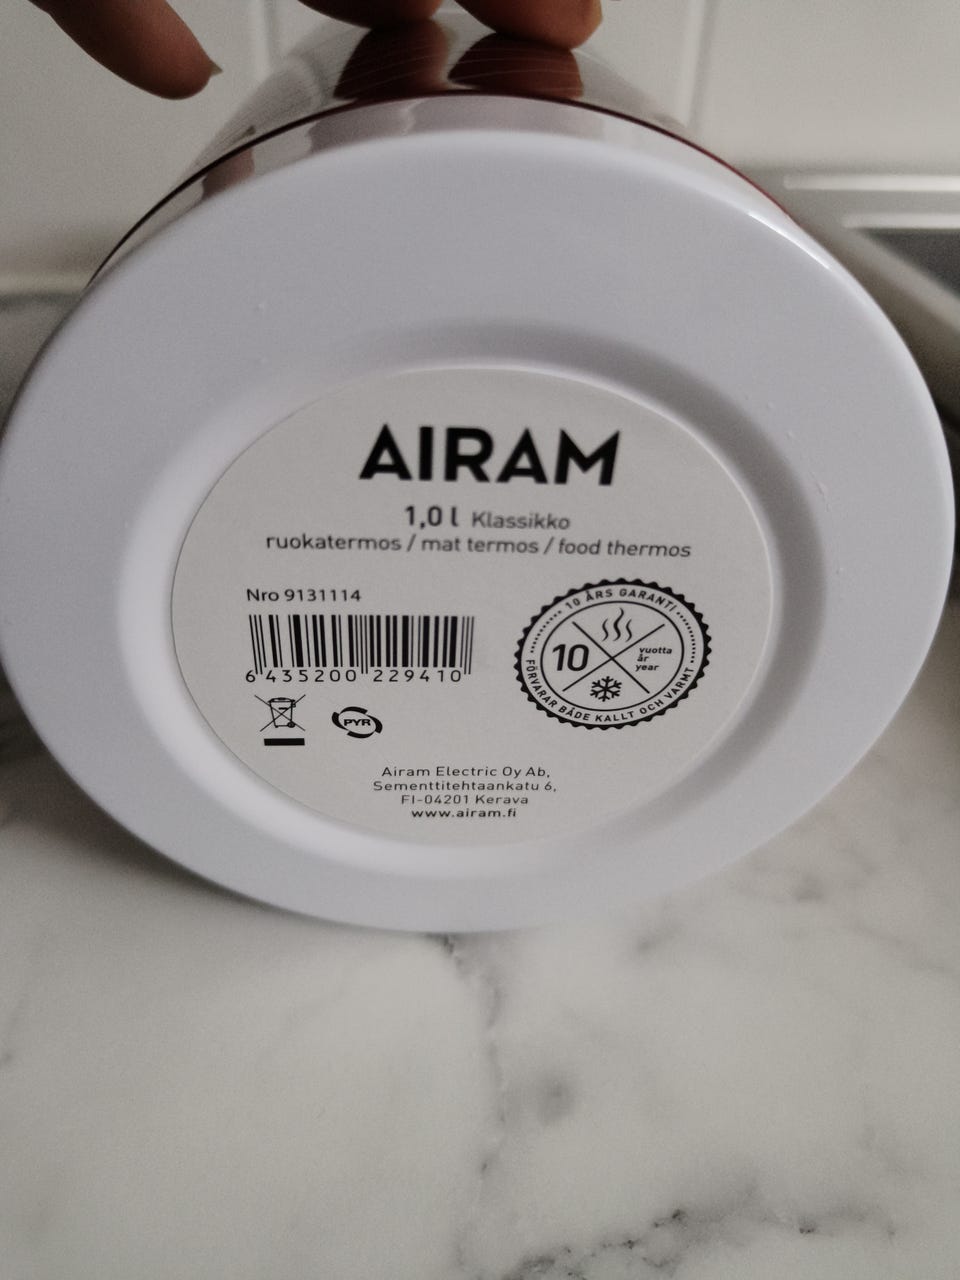 AIRAM
1,0 l Klassikko
ruokatermos / mat termos / food thermos
Nro 9131114
6 435200 229410
PYR
10 ÅRS GARANTI
10
vuotta
år
year
FÖRVARAR BÅDE KALLT OCH VARMT
Airam Electric Oy Ab,
Sementtitehtaankatu 6,
FI-04201 Kerava
www.airam.fi